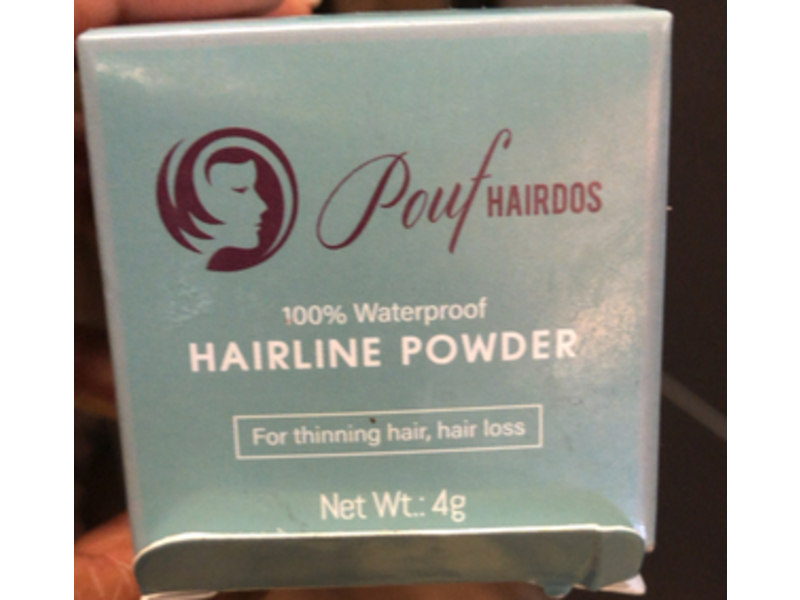 Pouf HAIRDOS
100% Waterproof
HAIRLINE POWDER
For thinning hair, hair loss
Net Wt.: 4g